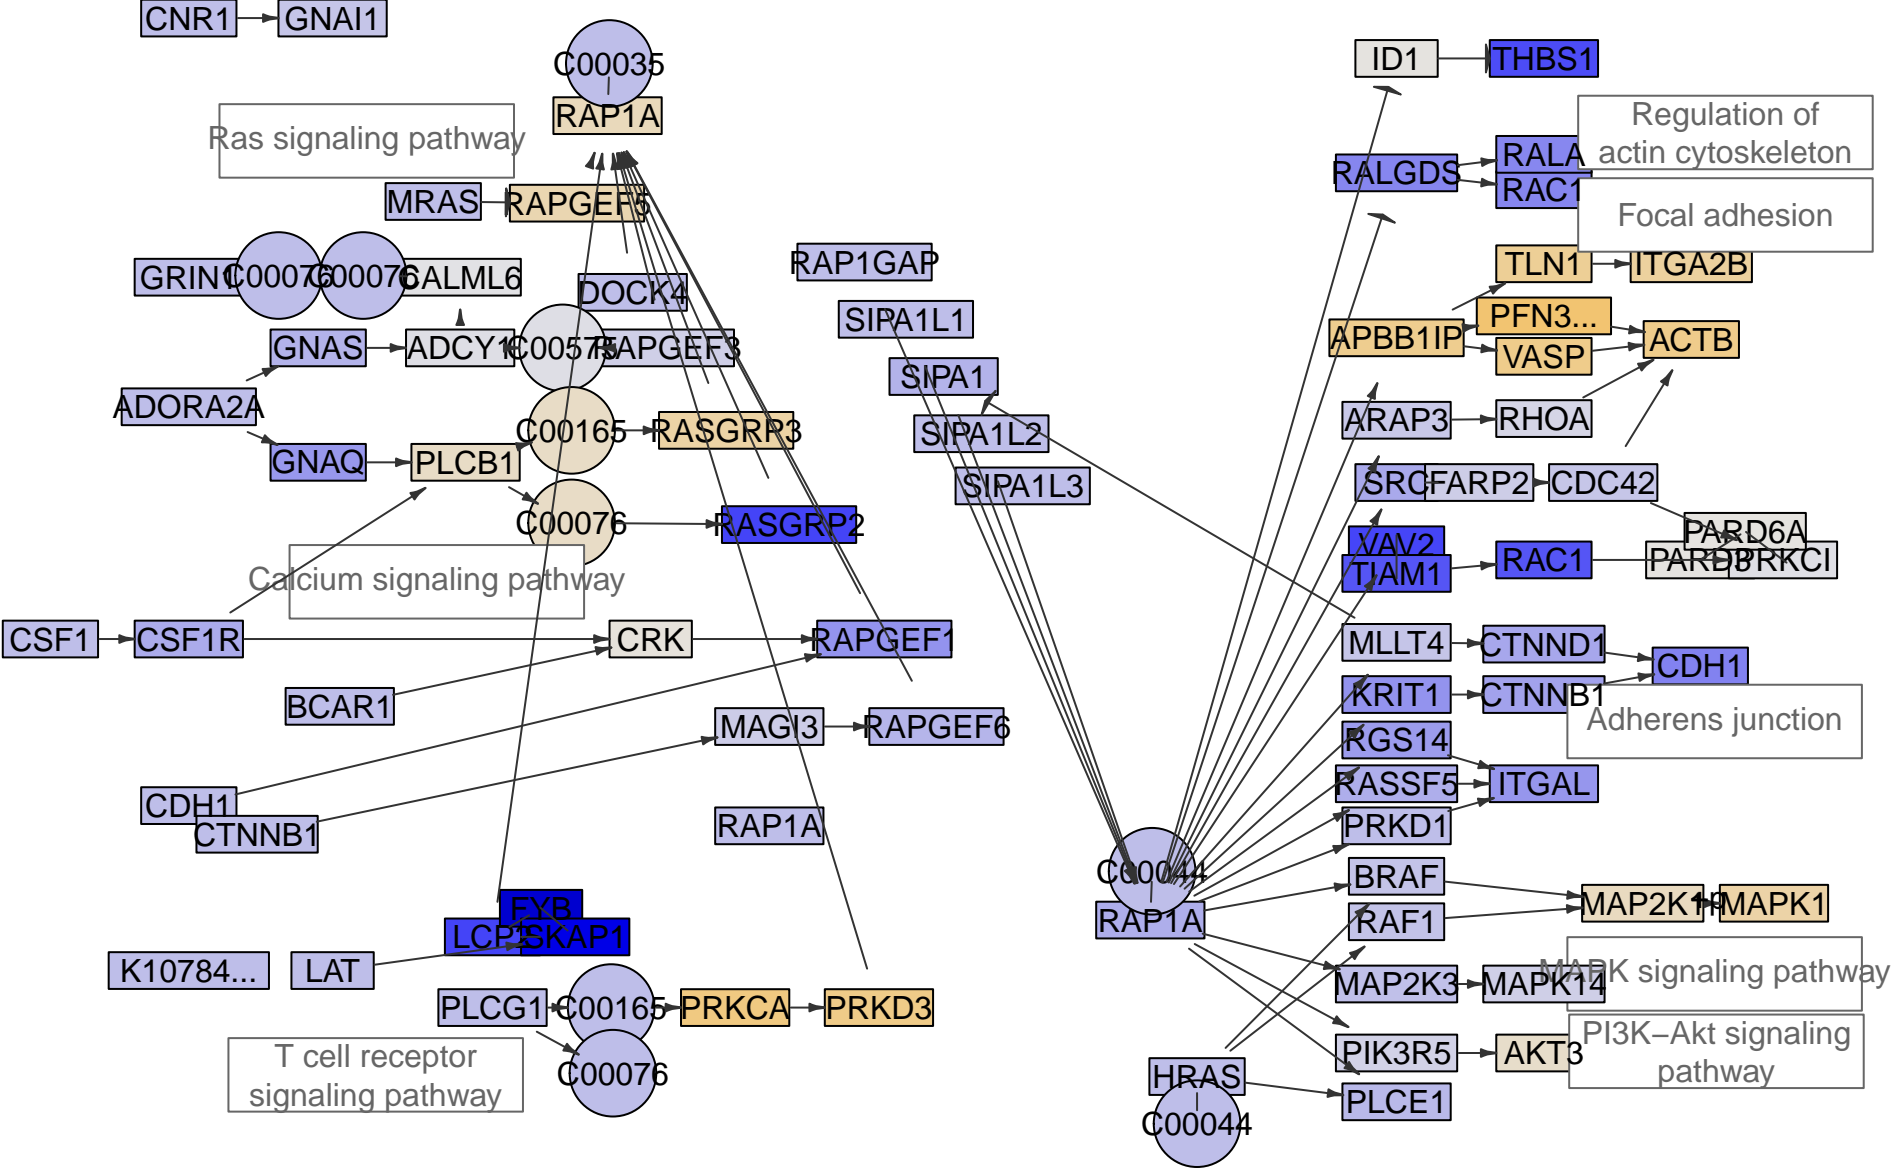 CNR1
GNAI1
C00035
RAP1A
Ras signaling pathway
MRAS
RAPGEF5
GRIN1
C00076
C00076
CALML6
DOCK4
GNAS
ADCY1
C00575
RAPGEF3
ADORA2A
C00165
RASGRP3
GNAQ
PLCB1
C00076
RASGRP2
Calcium signaling pathway
CSF1
CSF1R
CRK
RAPGEF1
BCAR1
MAGI3
RAPGEF6
CDH1
CTNNB1
RAP1A
FYB
SKAP1
K10784...
LAT
PLCG1
C00165
PRKCA
PRKD3
T cell receptor
signaling pathway
C00076
RAP1GAP
SIPA1L1
SIPA1
SIPA1L2
SIPA1L3
C00044
RAP1A
HRAS
C00044
ID1
THBS1
Regulation of
actin cytoskeleton
RALGDS
RALA
RAC1
Focal adhesion
TLN1
ITGA2B
APBB1IP
PFN3...
VASP
ACTB
ARAP3
RHOA
SRC
FARP2
CDC42
PARD6A
PARD3
PRKCI
VAV2
TIAM1
RAC1
MLLT4
CTNND1
CDH1
KRIT1
CTNNB1
Adherens junction
RGS14
RASSF5
ITGAL
PRKD1
BRAF
RAF1
MAP2K1
+p
MAPK1
MAPK signaling pathway
MAP2K3
MAPK14
PIK3R5
AKT3
PI3K−Akt signaling
pathway
PLCE1